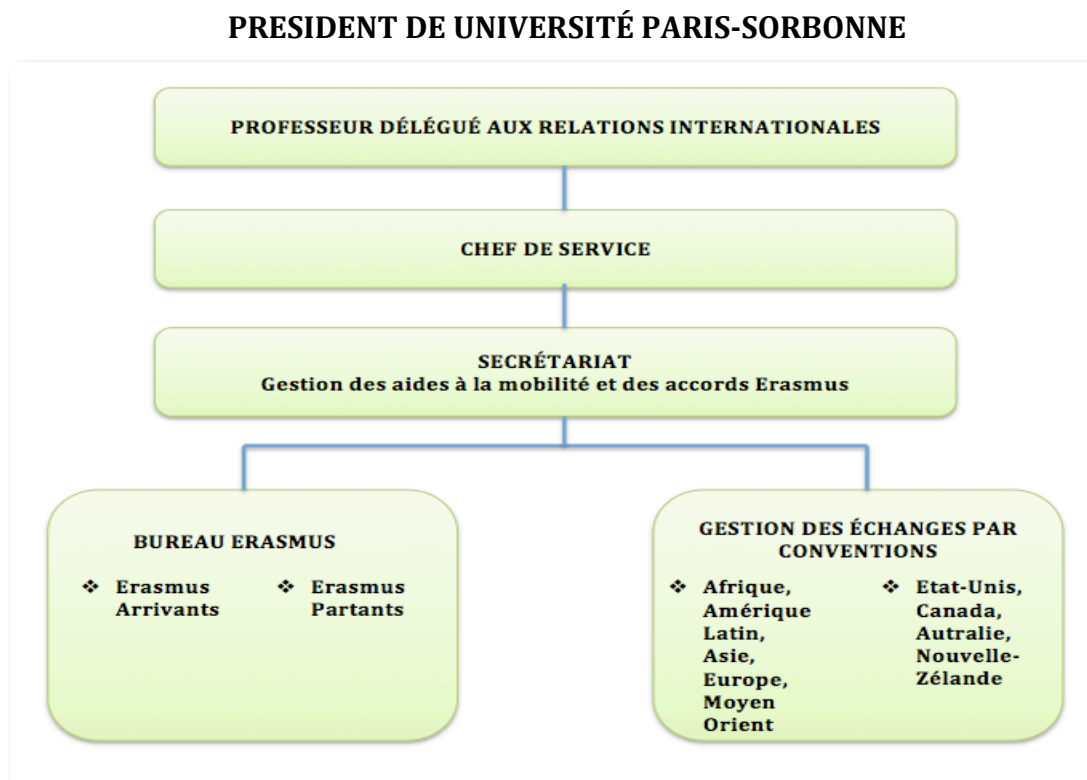 PRESIDENT DE UNIVERSITÉ PARIS-SORBONNE
PROFESSEUR DÉLÉGUÉ AUX RELATIONS INTERNATIONALES
CHEF DE SERVICE
SECRÉTARIAT
Gestion des aides à la mobilité et des accords Erasmus
BUREAU ERASMUS
❖ Erasmus
Arrivants
❖ Erasmus
Partants
GESTION DES ÉCHANGES PAR
CONVENTIONS
❖ Afrique,
Amérique
Latin,
Asie,
Europe,
Moyen
Orient
❖ Etat-Unis,
Canada,
Autralie,
Nouvelle-
Zélande